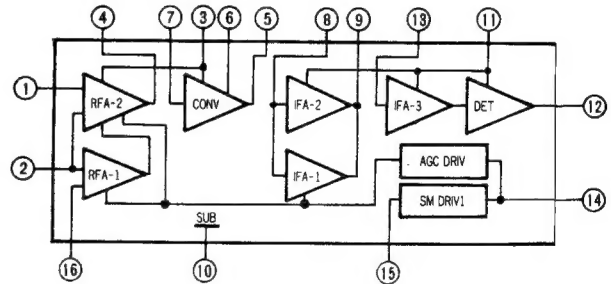 ④ ⑦ ③ ⑥ ⑤ ⑧ ⑨ ⑬ ⑪
① RFA-2 CONV IFA-2 IFA-3 DET ⑫
② RFA-1 IFA-1 AGC DRIV
SM DRIV1 ⑭
SUB
⑯ ⑩ ⑮